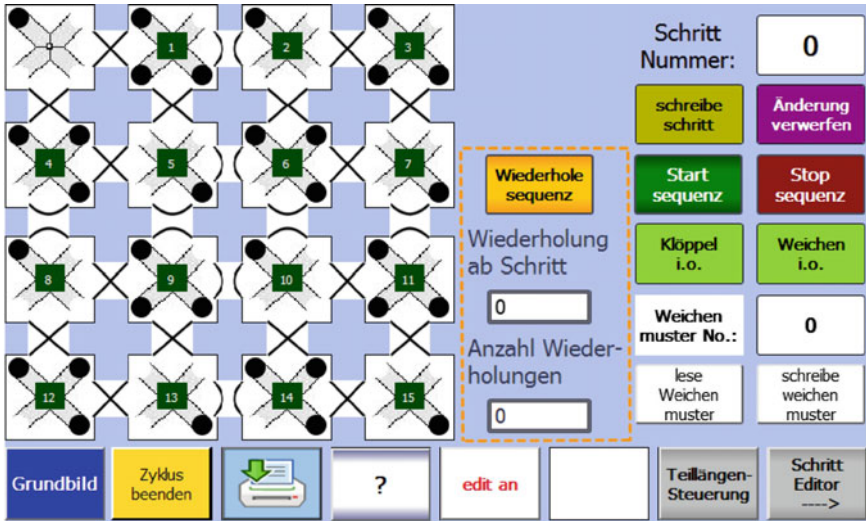 1
2
3
4
5
6
7
8
9
10
11
12
13
14
15
Schritt
Nummer:
0
schreibe
schritt
Änderung
verwerfen
Wiederhole
sequenz
Start
sequenz
Stop
sequenz
Wiederholung
ab Schritt
0
Klöppel
i.o.
Weichen
i.o.
Anzahl Wieder-
holungen
0
Weichen
muster No.:
0
lese
Weichen
muster
schreibe
weichen
muster
Grundbild
Zyklus
beenden
?
edit an
Teillängen-
Steuerung
Schritt
Editor
---->